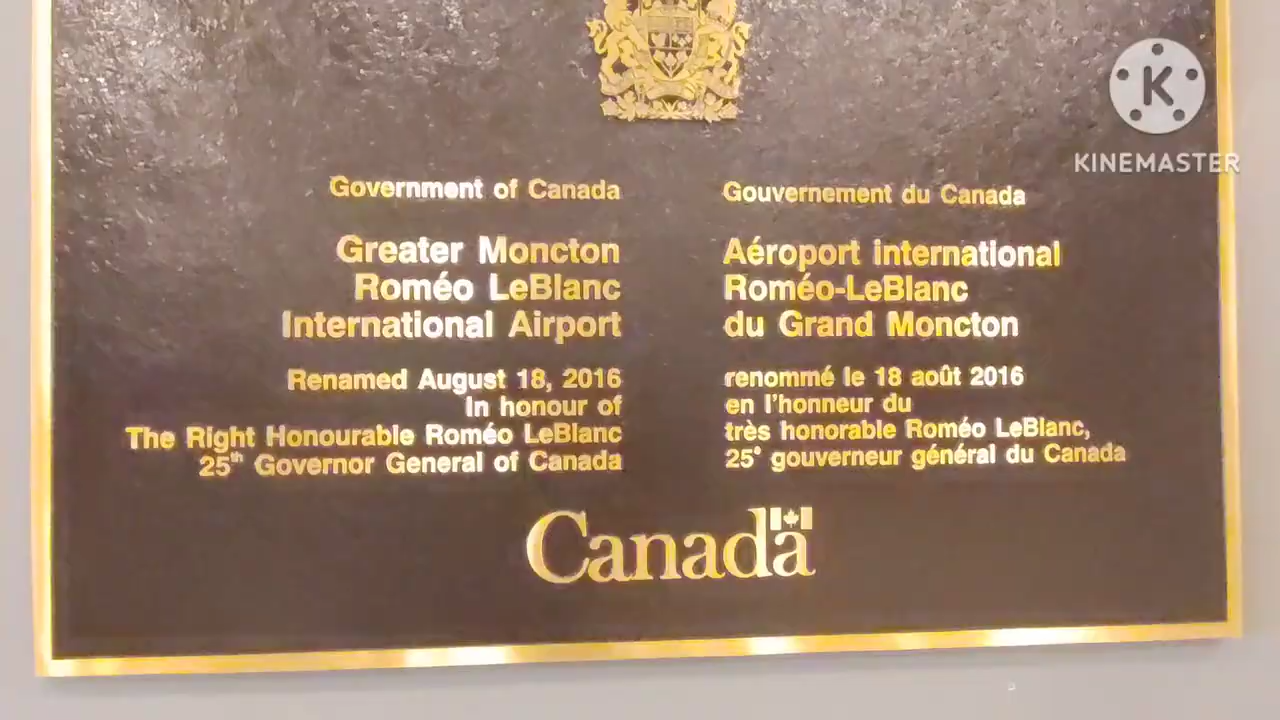 K
KINEMASTER
Government of Canada
Greater Moncton
Roméo LeBlanc
International Airport
Renamed August 18, 2016
In honour of
The Right Honourable Roméo LeBlanc
25th Governor General of Canada
Gouvernement du Canada
Aéroport international
Roméo-LeBlanc
du Grand Moncton
renommé le 18 août 2016
en l'honneur du
très honorable Roméo LeBlanc,
25e gouverneur général du Canada
Canada